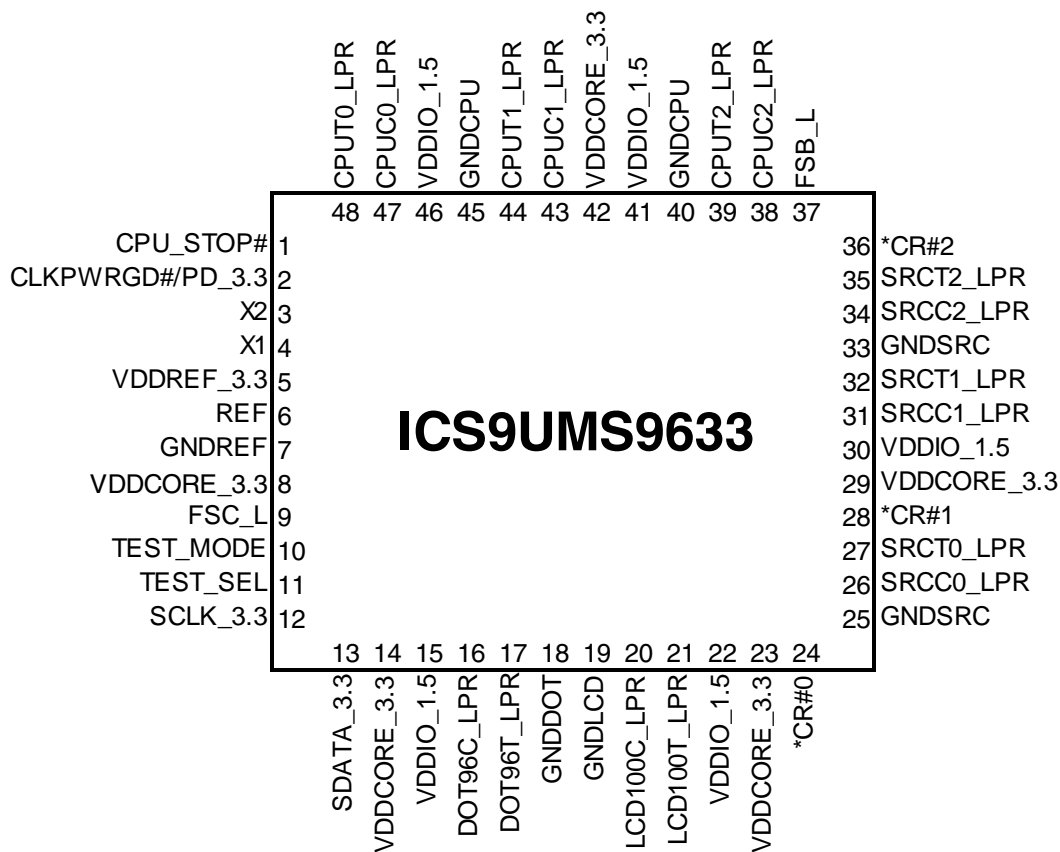 CPUT0_LPR
CPUC0_LPR
VDDIO_1.5
GNDCPU
CPUT1_LPR
CPUC1_LPR
VDDCORE_3.3
VDDIO_1.5
GNDCPU
CPUT2_LPR
CPUC2_LPR
FSB_L
48 47 46 45 44 43 42 41 40 39 38 37
CPU_STOP# 1
CLKPWRGD#/PD_3.3 2
X2 3
X1 4
VDDREF_3.3 5
REF 6
GNDREF 7
VDDCORE_3.3 8
FSC_L 9
TEST_MODE 10
TEST_SEL 11
SCLK_3.3 12
ICS9UMS9633
36 *CR#2
35 SRCT2_LPR
34 SRCC2_LPR
33 GNDSRC
32 SRCT1_LPR
31 SRCC1_LPR
30 VDDIO_1.5
29 VDDCORE_3.3
28 *CR#1
27 SRCT0_LPR
26 SRCC0_LPR
25 GNDSRC
13 14 15 16 17 18 19 20 21 22 23 24
SDATA_3.3
VDDCORE_3.3
VDDIO_1.5
DOT96C_LPR
DOT96T_LPR
GNDDOT
GNDLCD
LCD100C_LPR
LCD100T_LPR
VDDIO_1.5
VDDCORE_3.3
*CR#0